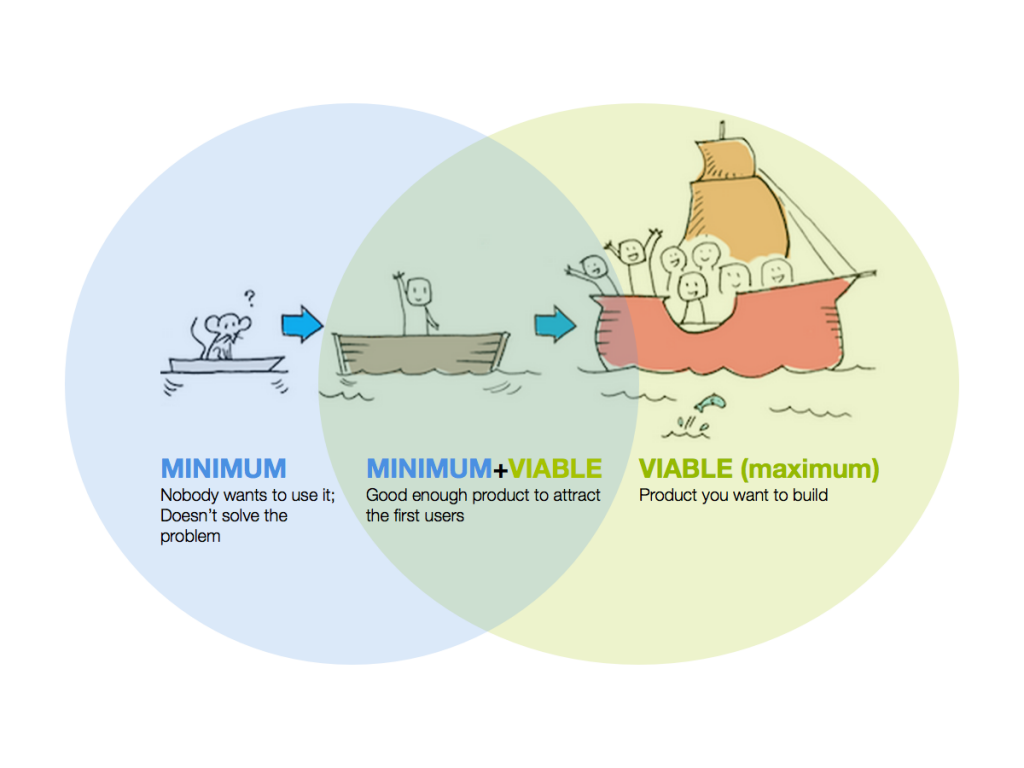 ?
MINIMUM
Nobody wants to use it;
Doesn’t solve the
problem
MINIMUM+VIABLE
Good enough product to attract
the first users
VIABLE (maximum)
Product you want to build